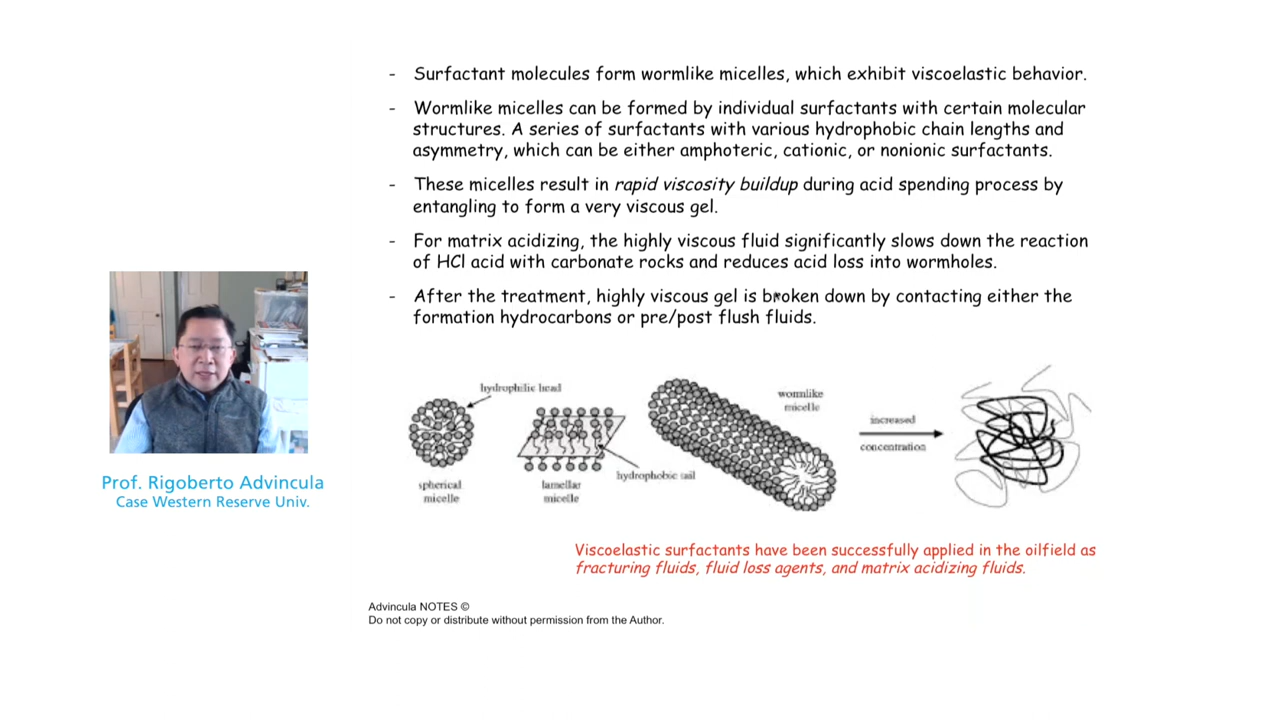 - Surfactant molecules form wormlike micelles, which exhibit viscoelastic behavior.
- Wormlike micelles can be formed by individual surfactants with certain molecular
structures. A series of surfactants with various hydrophobic chain lengths and
asymmetry, which can be either amphoteric, cationic, or nonionic surfactants.
- These micelles result in rapid viscosity buildup during acid spending process by
entangling to form a very viscous gel.
- For matrix acidizing, the highly viscous fluid significantly slows down the reaction
of HCl acid with carbonate rocks and reduces acid loss into wormholes.
- After the treatment, highly viscous gel is broken down by contacting either the
formation hydrocarbons or pre/post flush fluids.
hydrophilic head
spherical
micelle
lamellar
micelle
hydrophobic tail
wormlike
micelle
increased
concentration
Prof. Rigoberto Advincula
Case Western Reserve Univ.
Viscoelastic surfactants have been successfully applied in the oilfield as
fracturing fluids, fluid loss agents, and matrix acidizing fluids.
Advincula NOTES ©
Do not copy or distribute without permission from the Author.